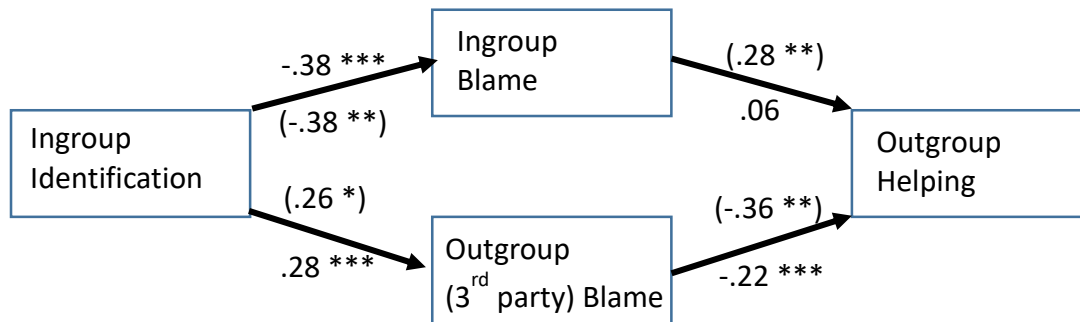 Ingroup
Blame
-.38 ***
(-.38 **)
(.28 **)
.06
Ingroup
Identification
Outgroup
Helping
(.26 *)
.28 ***
(-.36 **)
-.22 ***
Outgroup
(3rd party) Blame